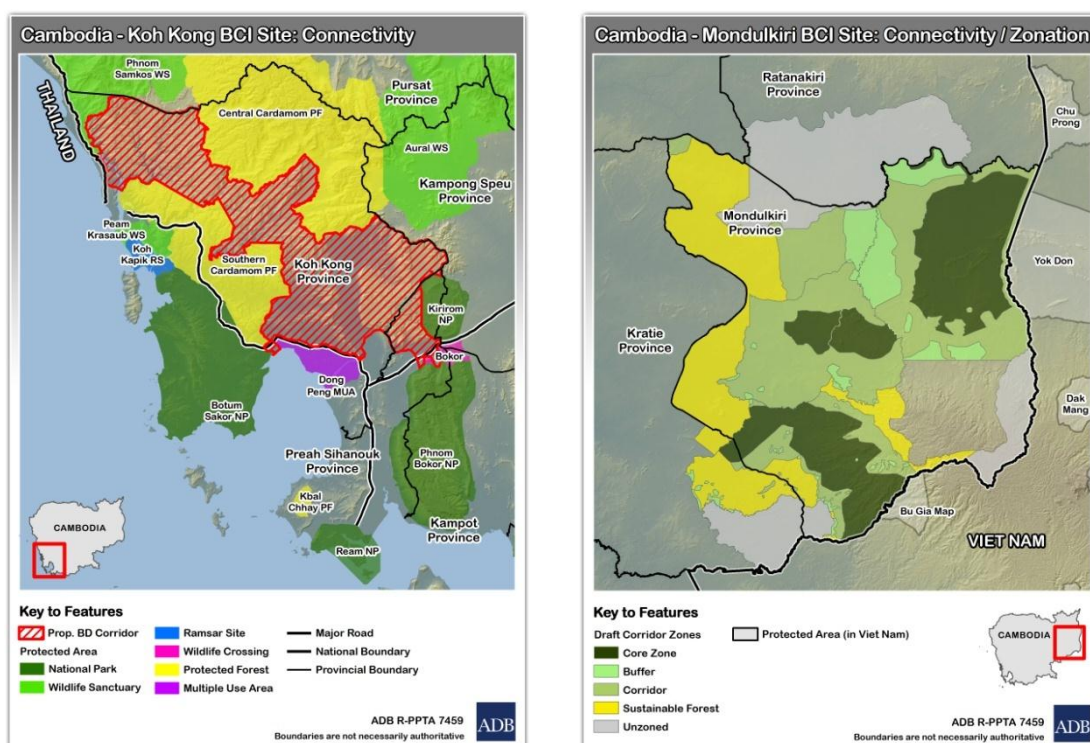 Cambodia - Koh Kong BCI Site: Connectivity
Phnom
Samkos WS
THAILAND
Pursat
Province
Central Cardamom PF
Aural WS
Kampong Speu
Province
Peam
Krasaub WS
Koh
Kapik RS
Southern
Cardamom PF
Koh Kong
Province
Kirirom
NP
Bokor
Dong
Peng MUA
Botum
Sakor NP
Preah Sihanouk
Province
Phnom
Bokor NP
Kbal
Chhay PF
Kampot
Province
Ream NP
CAMBODIA
Key to Features
Prop. BD Corridor
Protected Area
National Park
Wildlife Sanctuary
Ramsar Site
Wildlife Crossing
Protected Forest
Multiple Use Area
Major Road
National Boundary
Provincial Boundary
ADB R-PPTA 7459
Boundaries are not necessarily authoritative
ADB
Cambodia - Mondulkiri BCI Site: Connectivity / Zonation
Ratanakiri
Province
Chu
Prong
Mondulkiri
Province
Yok Don
Kratie
Province
Dak
Mang
Bu Gia Map
VIET NAM
Key to Features
Draft Corridor Zones
Core Zone
Buffer
Corridor
Sustainable Forest
Unzoned
Protected Area (in Viet Nam)
CAMBODIA
ADB R-PPTA 7459
Boundaries are not necessarily authoritative
ADB